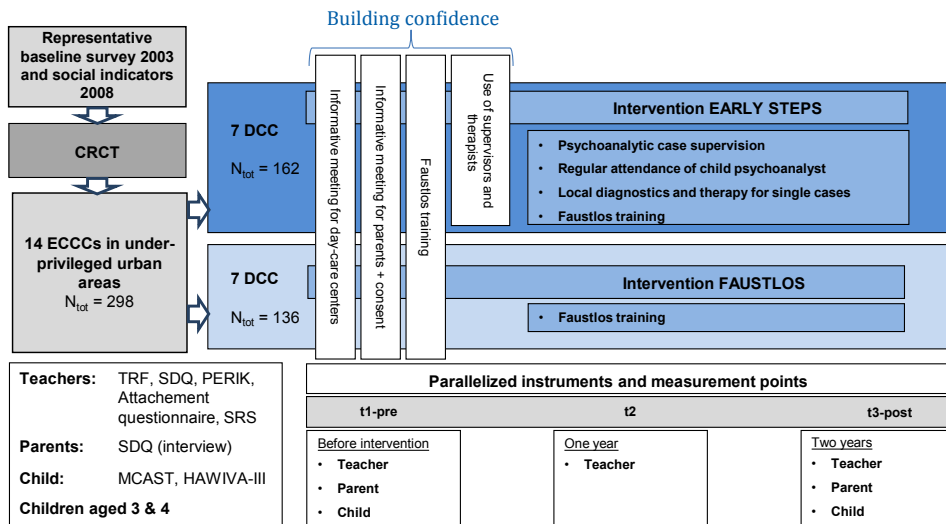 Building confidence
Representative
baseline survey 2003
and social indicators
2008
CRCT
14 ECCCs in under-
privileged urban
areas
N_tot = 298
7 DCC
N_tot = 162
Informative meeting for day-care centers
Informative meeting for parents + consent
Faustlos training
Use of supervisors and
therapists
Intervention EARLY STEPS
• Psychoanalytic case supervision
• Regular attendance of child psychoanalyst
• Local diagnostics and therapy for single cases
• Faustlos training
7 DCC
N_tot = 136
Intervention FAUSTLOS
• Faustlos training
Teachers: TRF, SDQ, PERIK,
Attachement
questionnaire, SRS
Parents: SDQ (interview)
Child: MCAST, HAWIVA-III
Children aged 3 & 4
Parallelized instruments and measurement points
t1-pre t2 t3-post
Before intervention
• Teacher
• Parent
• Child
One year
• Teacher
Two years
• Teacher
• Parent
• Child